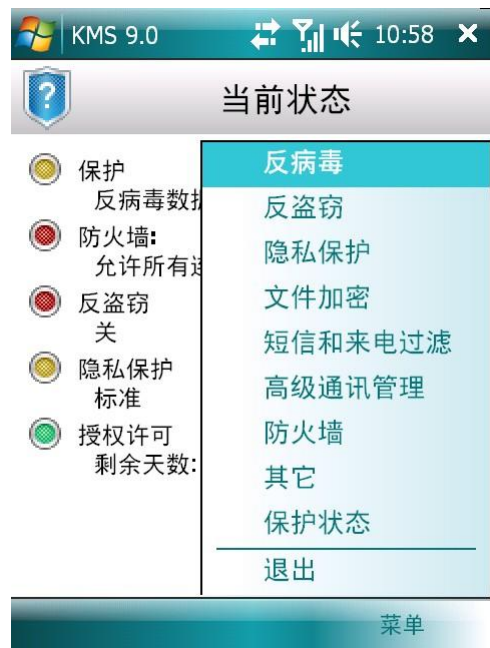 KMS 9.0
10:58
当前状态
保护
反病毒数据
防火墙:
允许所有连
反盗窃
关
隐私保护
标准
授权许可
剩余天数:
反病毒
反盗窃
隐私保护
文件加密
短信和来电过滤
高级通讯管理
防火墙
其它
保护状态
退出
菜单